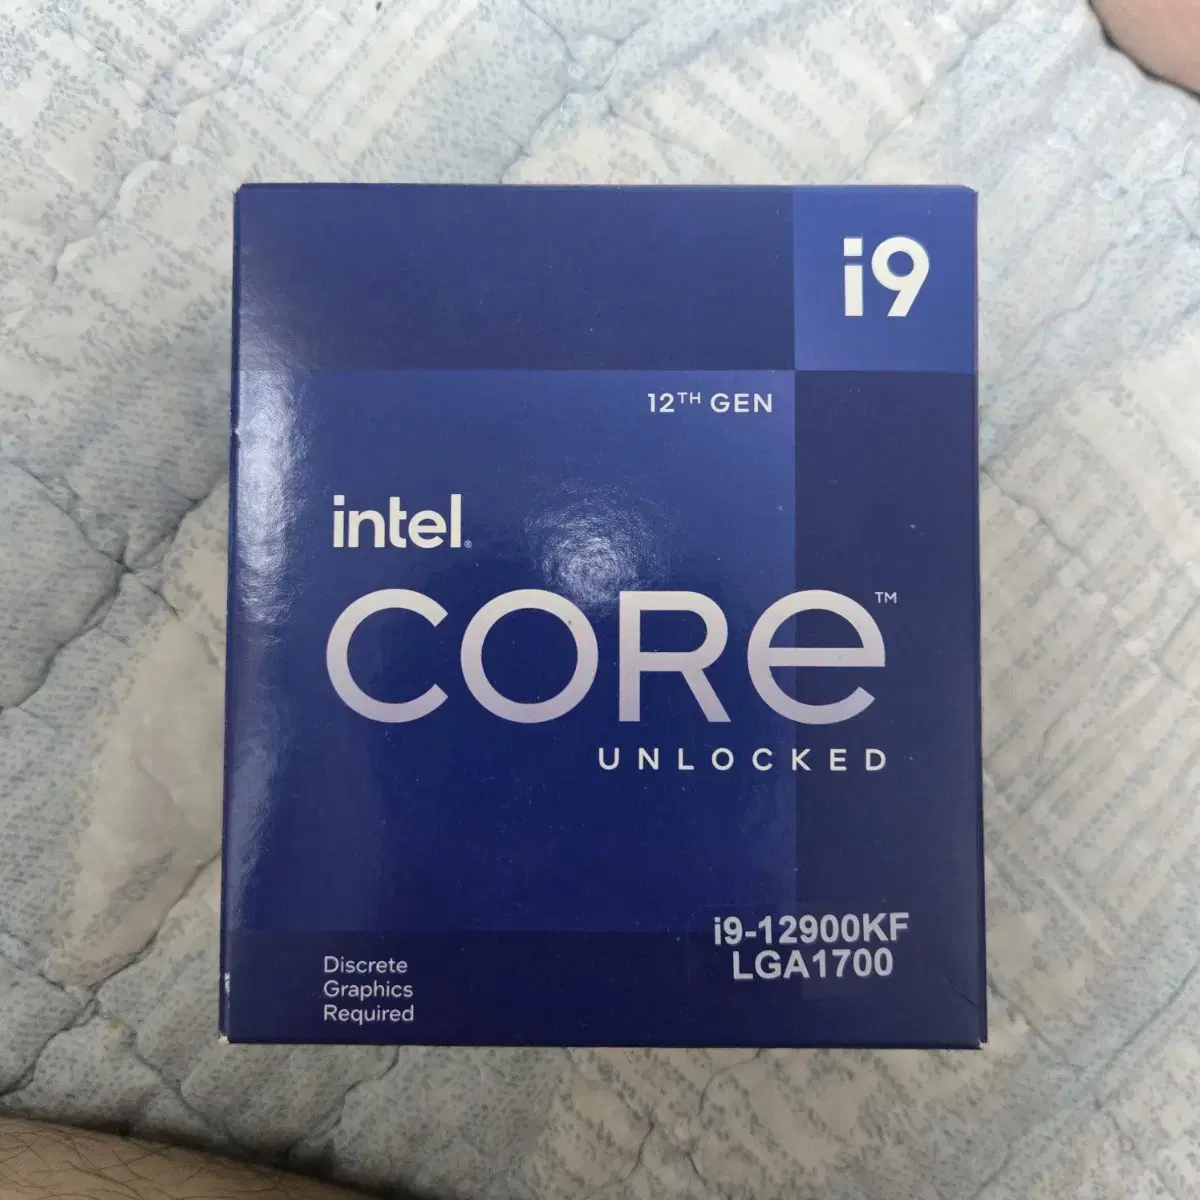 i9
12TH GEN
intel®
CORE™
UNLOCKED
i9-12900KF
LGA1700
Discrete
Graphics
Required